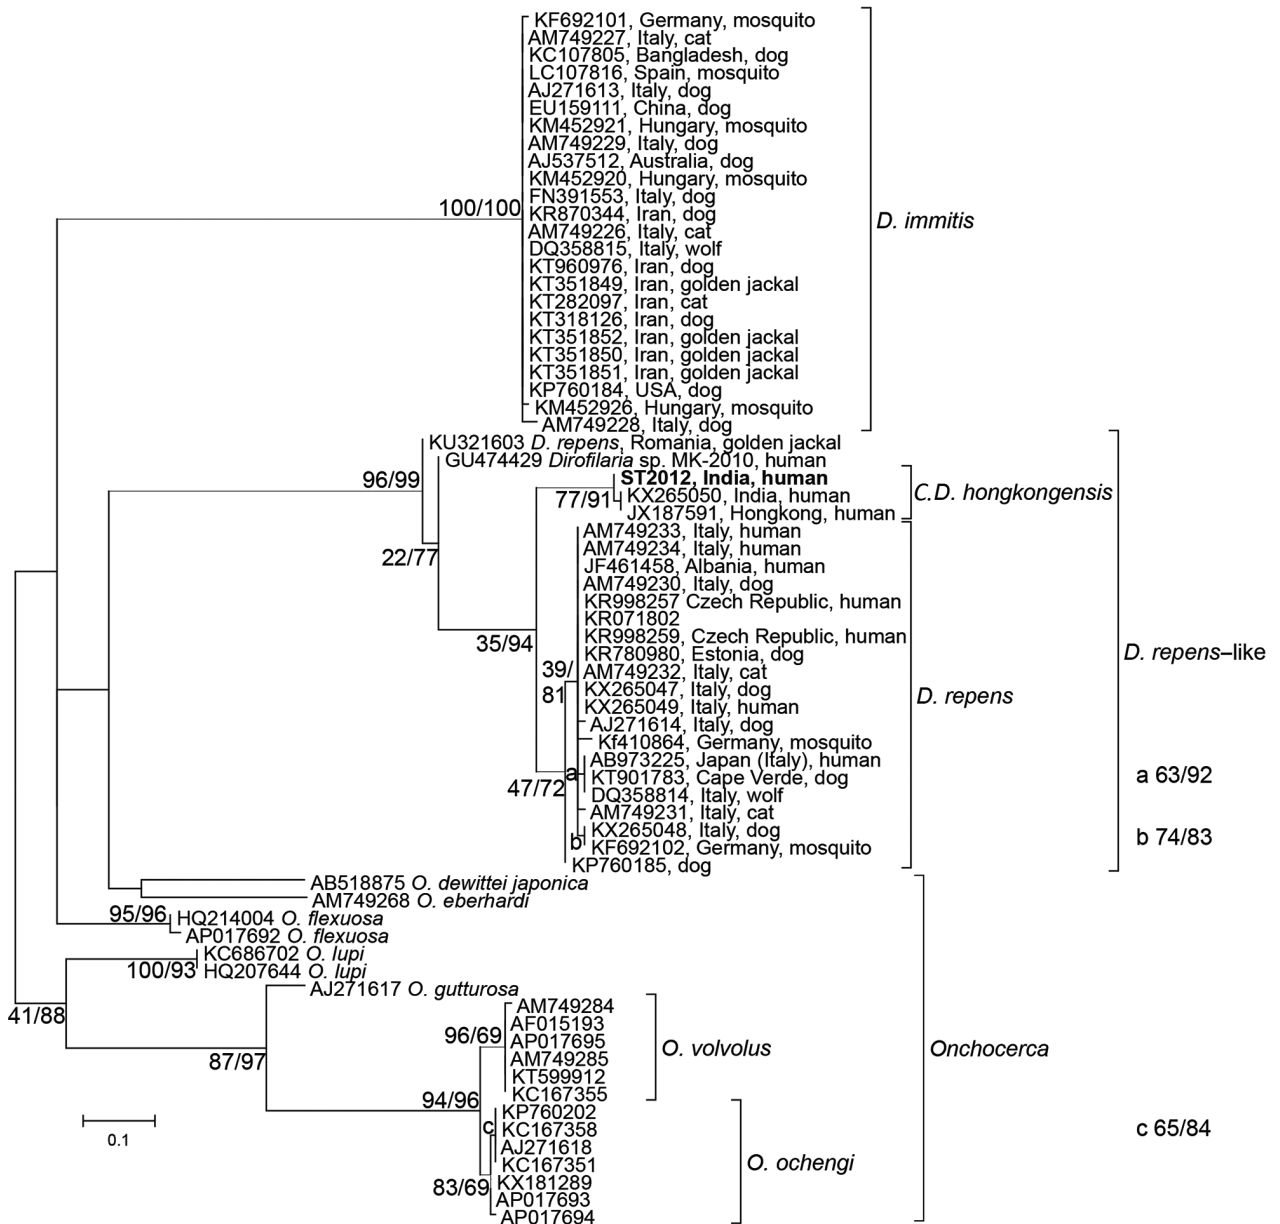 KF692101, Germany, mosquito
AM749227, Italy, cat
KC107805, Bangladesh, dog
LC107816, Spain, mosquito
AJ271613, Italy, dog
EU159111, China, dog
KM452921, Hungary, mosquito
AM749229, Italy, dog
AJ537512, Australia, dog
KM452920, Hungary, mosquito
FN391553, Italy, dog
100/100
KR870344, Iran, dog
D. immitis
AM749226, Italy, cat
DQ358815, Italy, wolf
KT960976, Iran, dog
KT351849, Iran, golden jackal
KT282097, Iran, cat
KT318126, Iran, dog
KT351852, Iran, golden jackal
KT351850, Iran, golden jackal
KT351851, Iran, golden jackal
KP760184, USA, dog
KM452926, Hungary, mosquito
AM749228, Italy, dog
KU321603 D. repens, Romania, golden jackal
GU474429 Dirofilaria sp. MK-2010, human
96/99
ST2012, India, human
77/91
KX265050, India, human
C.D. hongkongensis
JX187591, Hongkong, human
AM749233, Italy, human
AM749234, Italy, human
22/77
JF461458, Albania, human
AM749230, Italy, dog
KR998257 Czech Republic, human
KR071802
KR998259, Czech Republic, human
35/94
KR780980, Estonia, dog
D. repens–like
39/
81
AM749232, Italy, cat
KX265047, Italy, dog
D. repens
KX265049, Italy, human
AJ271614, Italy, dog
Kf410864, Germany, mosquito
AB973225, Japan (Italy), human
a
KT901783, Cape Verde, dog
a 63/92
47/72
DQ358814, Italy, wolf
AM749231, Italy, cat
KX265048, Italy, dog
b
b 74/83
KF692102, Germany, mosquito
KP760185, dog
AB518875 O. dewittei japonica
AM749268 O. eberhardi
95/96
HQ214004 O. flexuosa
AP017692 O. flexuosa
KC686702 O. lupi
100/93
HQ207644 O. lupi
AJ271617 O. gutturosa
41/88
AM749284
AF015193
96/69
AP017695
O. volvolus
Onchocerca
87/97
AM749285
KT599912
KC167355
94/96
KP760202
c
KC167358
c 65/84
0.1
AJ271618
KC167351
O. ochengi
83/69
KX181289
AP017693
AP017694